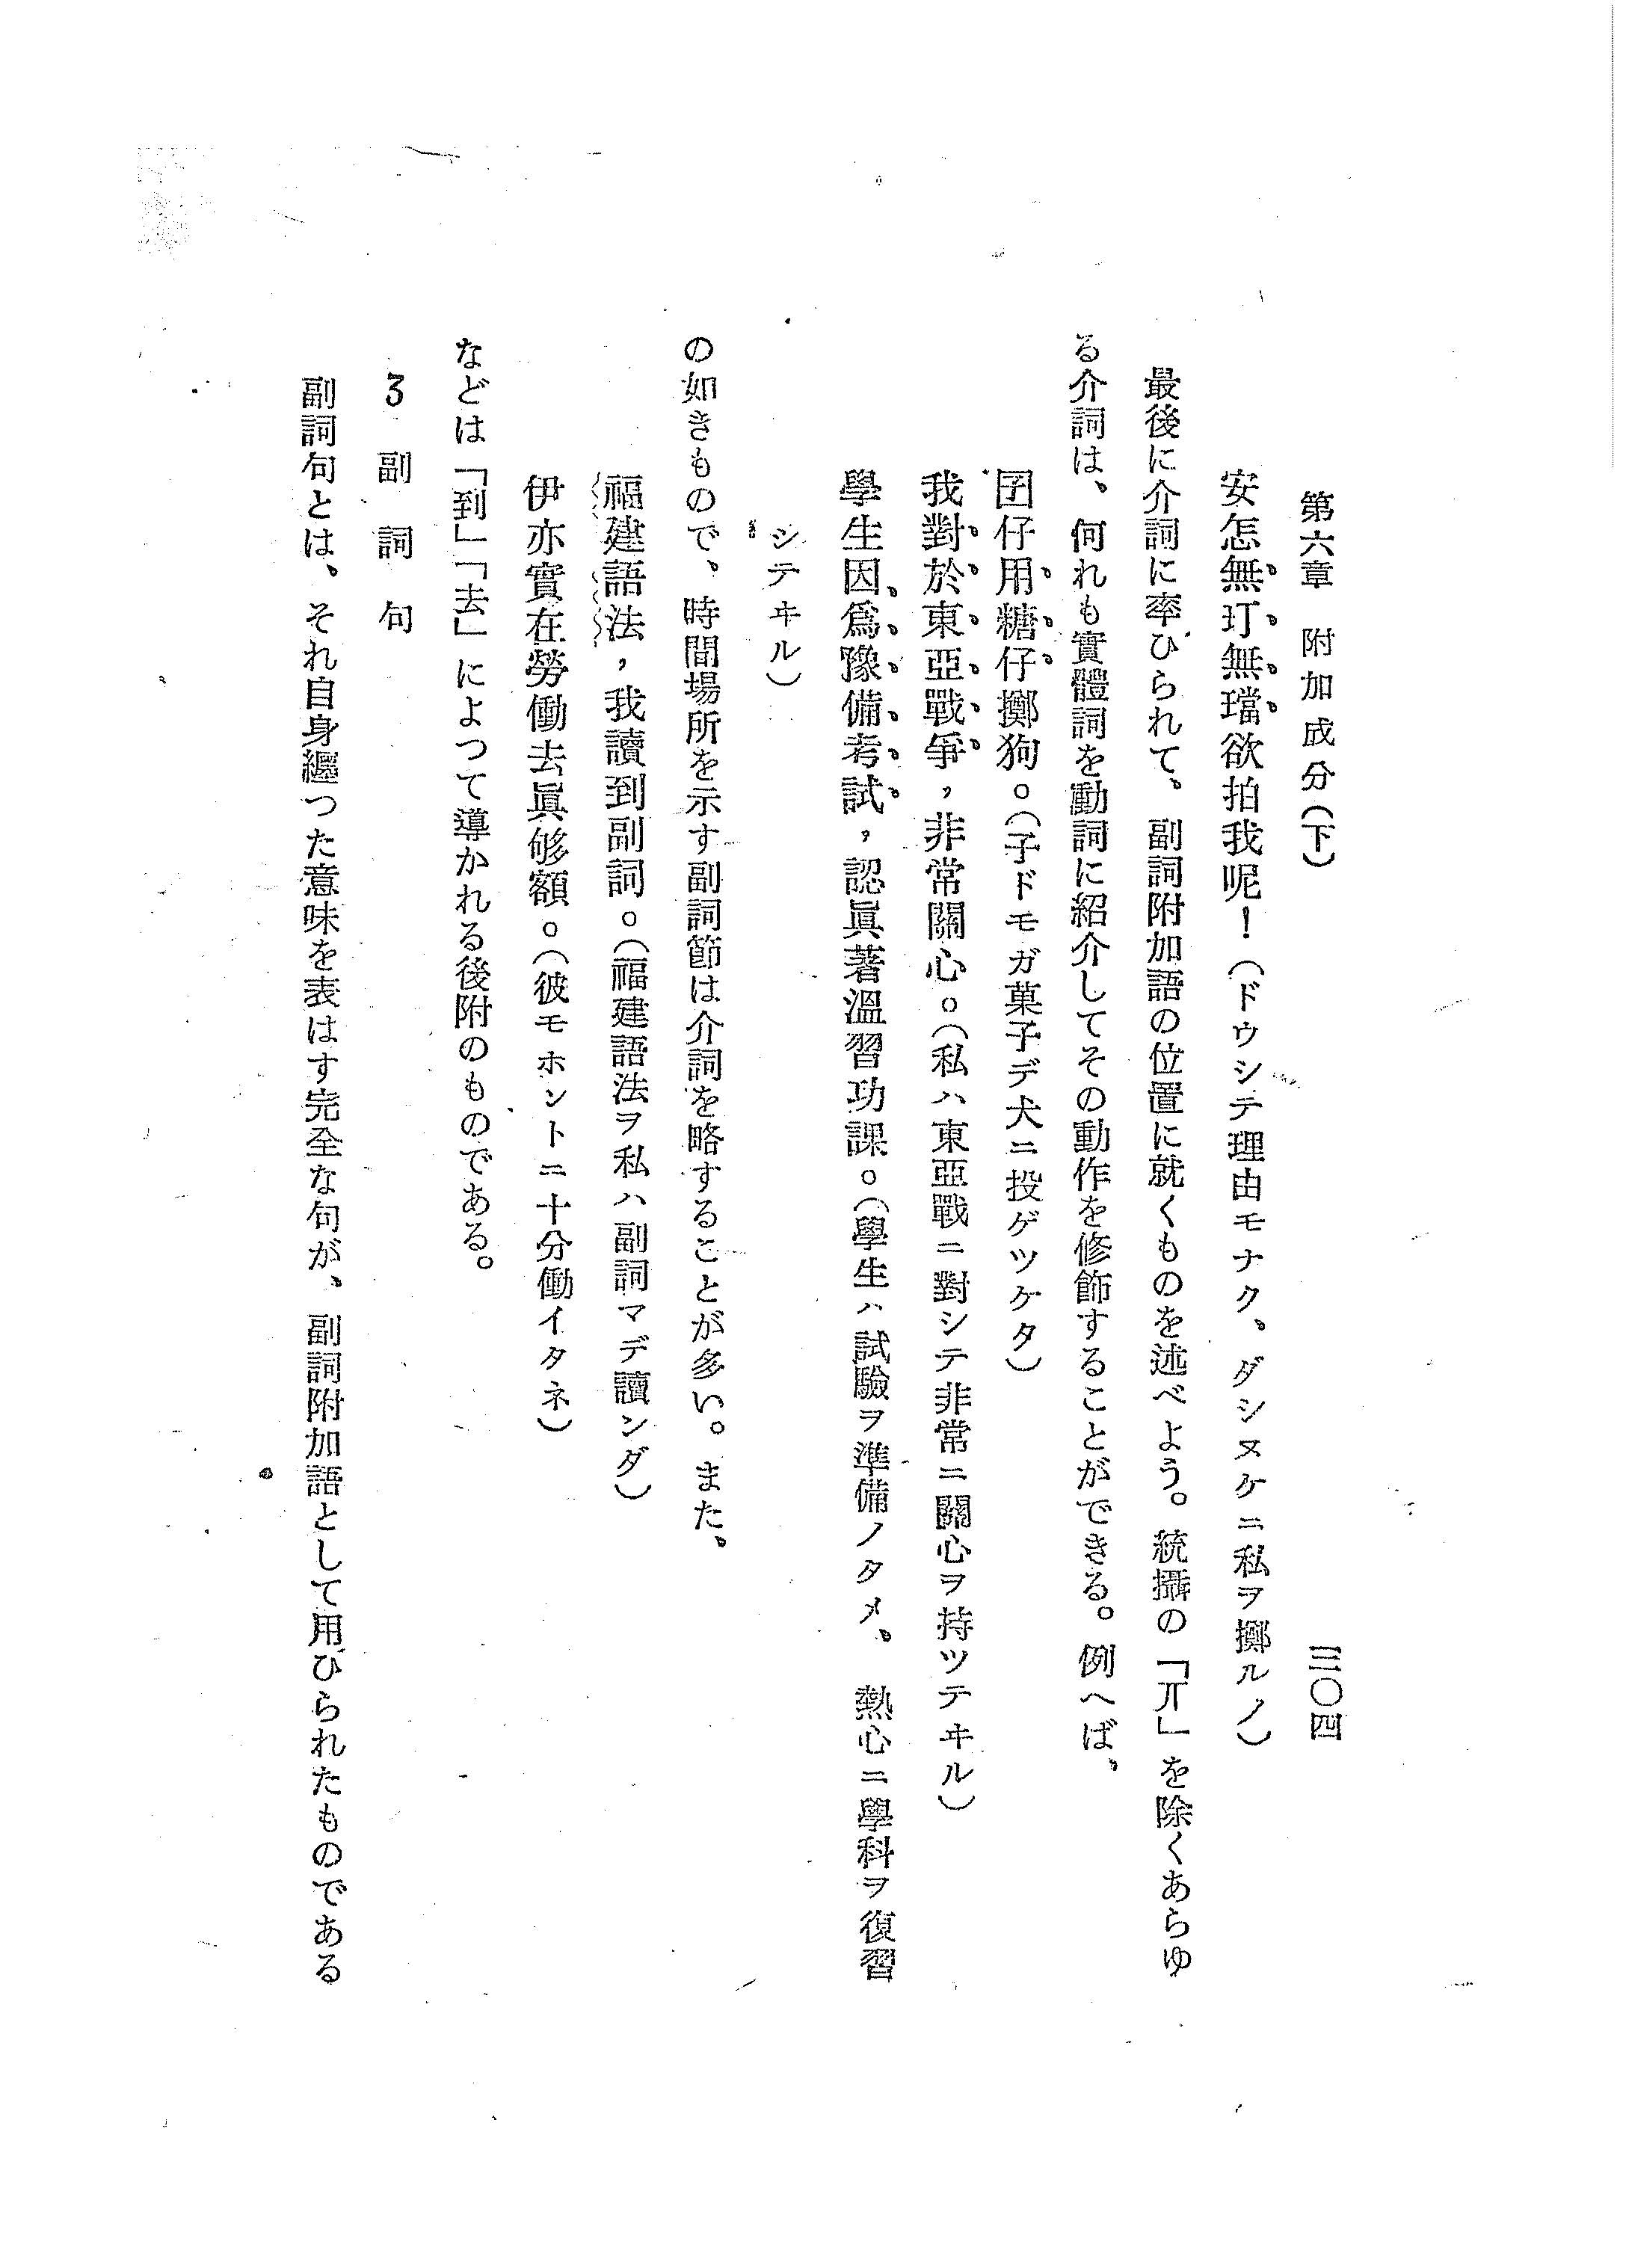 第六章　附加成分（下）　三〇四
安怎無玎無璫欲拍我呢！（ドウシテ理由モナク、ダシヌケニ私ヲ擲ルノ）
最後に介詞に率ひられて、副詞附加語の位置に就くものを述べよう。統攝の「丌」を除くあらゆ
る介詞は、何れも實體詞を動詞に紹介してその動作を修飾することができる。例へば、
囝仔用糖仔擲狗。（子ドモガ菓子デ犬ニ投ゲツケタ）
我對於東亞戰爭，非常關心。（私ハ東亞戰ニ對シテ非常ニ關心ヲ持ツテヰル）
學生因爲豫備考試，認眞著溫習功課。（學生ハ試驗ヲ準備ノタメ、熱心ニ學科ヲ復習
シテヰル）
の如きもので、時間場所を示す副詞節は介詞を略することが多い。また、
福建語法，我讀到副詞。（福建語法ヲ私ハ副詞マデ讀ンダ）
伊亦實在勞働去眞够額。（彼モホントニ十分働イタネ）
などは「到」「去」によつて導かれる後附のものである。
3　副詞句
副詞句とは、それ自身纒つた意味を表はす完全な句が、副詞附加語として用ひられたものである